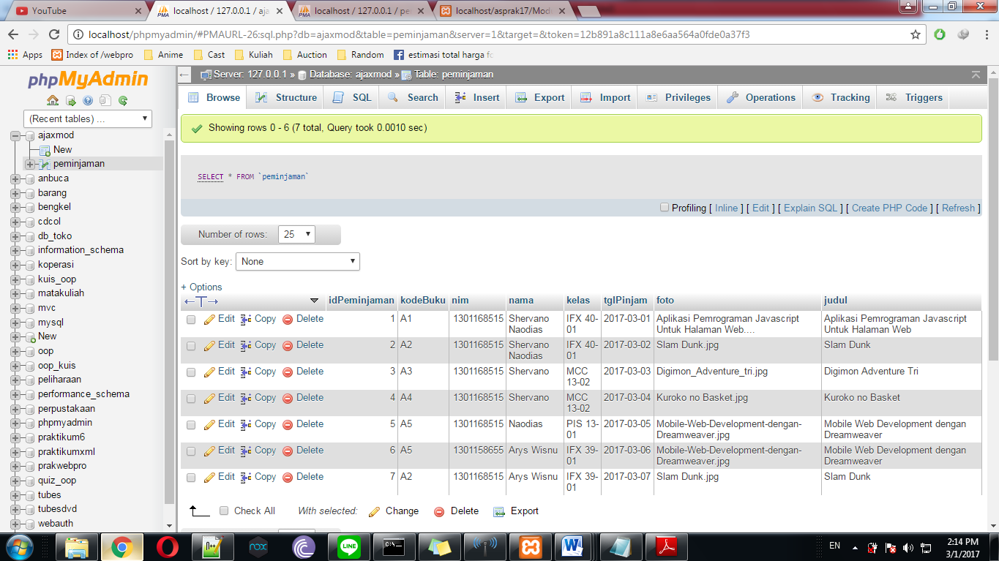 YouTube
localhost / 127.0.0.1 / aja
localhost / 127.0.0.1 / pe
localhost/asprak17/Mod
localhost/phpmyadmin/#PMAURL-26:sql.php?db=ajaxmod&table=peminjaman&server=1&target=&token=12b891a8c111a8e6aa564a0fde0a37f3
Apps Index of /webpro Anime Cast Kuliah Auction Random estimasi total harga fo
phpMyAdmin
(Recent tables) ...
ajaxmod
New
peminjaman
anbuca
barang
bengkel
cdcol
db_toko
information_schema
koperasi
kuis_oop
matakuliah
mvc
mysql
New
oop
oop_kuis
peliharaan
performance_schema
perpustakaan
phpmyadmin
praktikum6
praktikumxml
prakwebpro
quiz_oop
tubes
tubesdvd
webauth
Server: 127.0.0.1 » Database: ajaxmod » Table: peminjaman
Browse Structure SQL Search Insert Export Import Privileges Operations Tracking Triggers
Showing rows 0 - 6 (7 total, Query took 0.0010 sec)
SELECT * FROM `peminjaman`
Profiling [ Inline ] [ Edit ] [ Explain SQL ] [ Create PHP Code ] [ Refresh ]
Number of rows: 25
Sort by key: None
+ Options
←T→ idPeminjaman kodeBuku nim nama kelas tglPinjam foto judul
Edit Copy Delete 1 A1 1301168515 Shervano IFX 40- 2017-03-01 Aplikasi Pemrograman Javascript Aplikasi Pemrograman Javascript
Naodias 01 Untuk Halaman Web.... Untuk Halaman Web
Edit Copy Delete 2 A2 1301168515 Shervano IFX 40- 2017-03-02 Slam Dunk.jpg Slam Dunk
Naodias 01
Edit Copy Delete 3 A3 1301168515 Shervano MCC 2017-03-03 Digimon_Adventure_tri.jpg Digimon Adventure Tri
13-02
Edit Copy Delete 4 A4 1301168515 Shervano MCC 2017-03-04 Kuroko no Basket.jpg Kuroko no Basket
13-02
Edit Copy Delete 5 A5 1301168515 Naodias PIS 13- 2017-03-05 Mobile-Web-Development-dengan- Mobile Web Development dengan
01 Dreamweaver.jpg Dreamweaver
Edit Copy Delete 6 A5 1301158655 Arys Wisnu IFX 39- 2017-03-06 Mobile-Web-Development-dengan- Mobile Web Development dengan
01 Dreamweaver.jpg Dreamweaver
Edit Copy Delete 7 A2 1301168515 Arys Wisnu IFX 39- 2017-03-07 Slam Dunk.jpg Slam Dunk
01
Check All With selected: Change Delete Export
EN
2:14 PM
3/1/2017